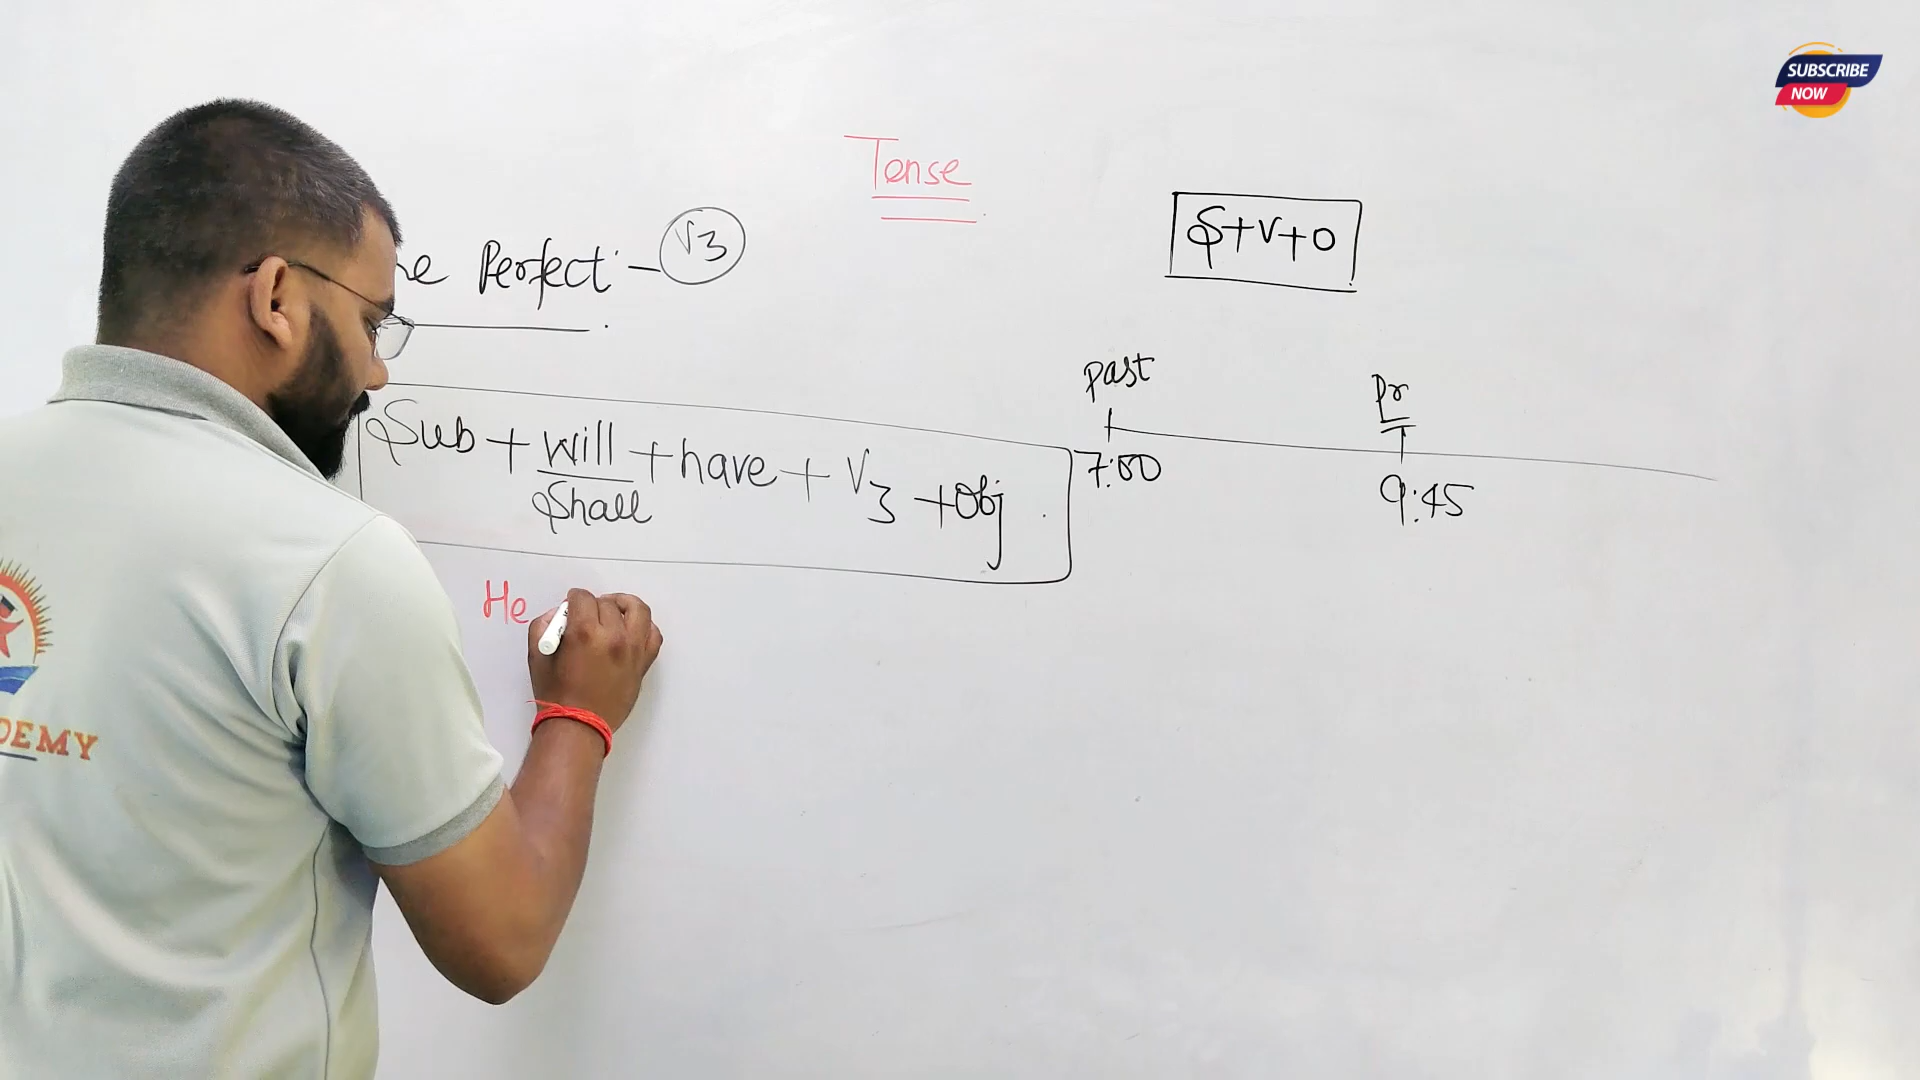 SUBSCRIBE
NOW
Tense
Perfect :- V3
S+V+O
Past
Pr
Sub + will + have + V3 + Obj
Shall
7:00
9:45
He
DEMY